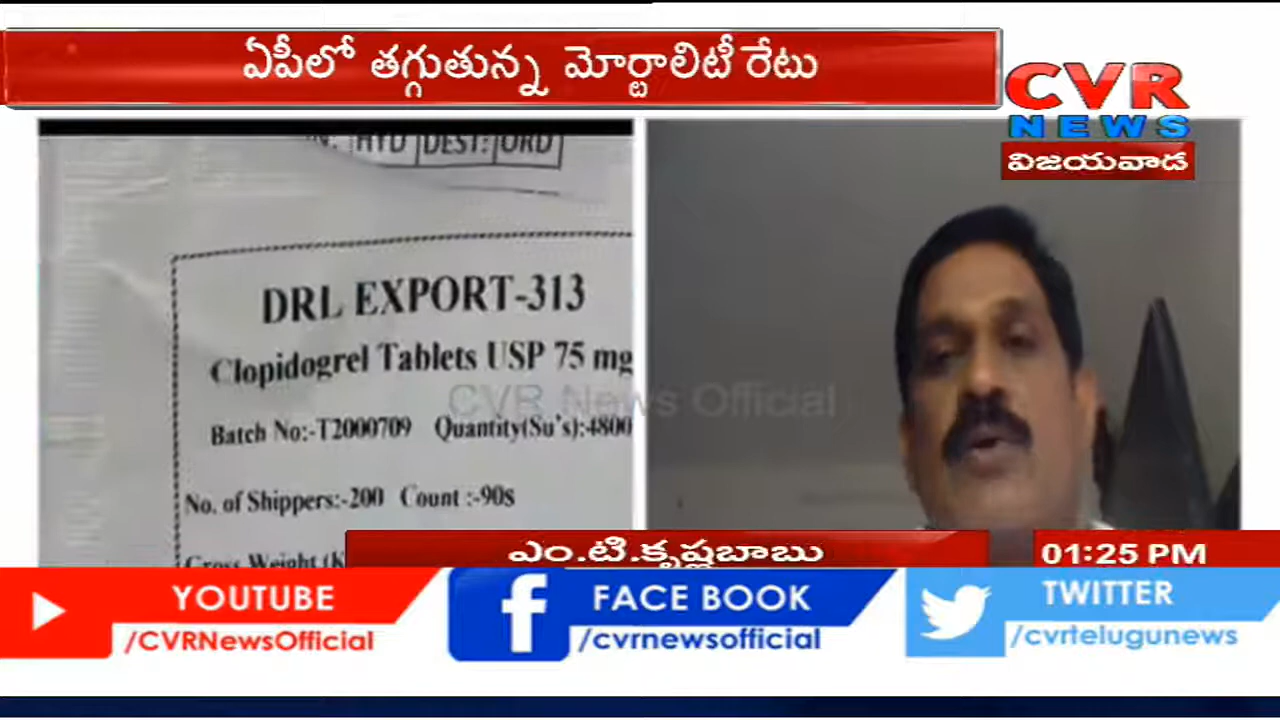 ఏపీలో తగ్గుతున్న మోర్టాలిటీ రేటు
CVR
NEWS
విజయవాడ
HYD DEST: ORD
DRL EXPORT-313
Clopidogrel Tablets USP 75 mg
CVR News Official
Batch No:-T2000709 Quantity(Su's):4800
No. of Shippers:-200 Count :-90s
Gross Weight (K
ఎం.టి.కృష్ణబాబు
01:25 PM
YOUTUBE
/CVRNewsOfficial
FACE BOOK
/cvrnewsofficial
TWITTER
/cvrtelugunews